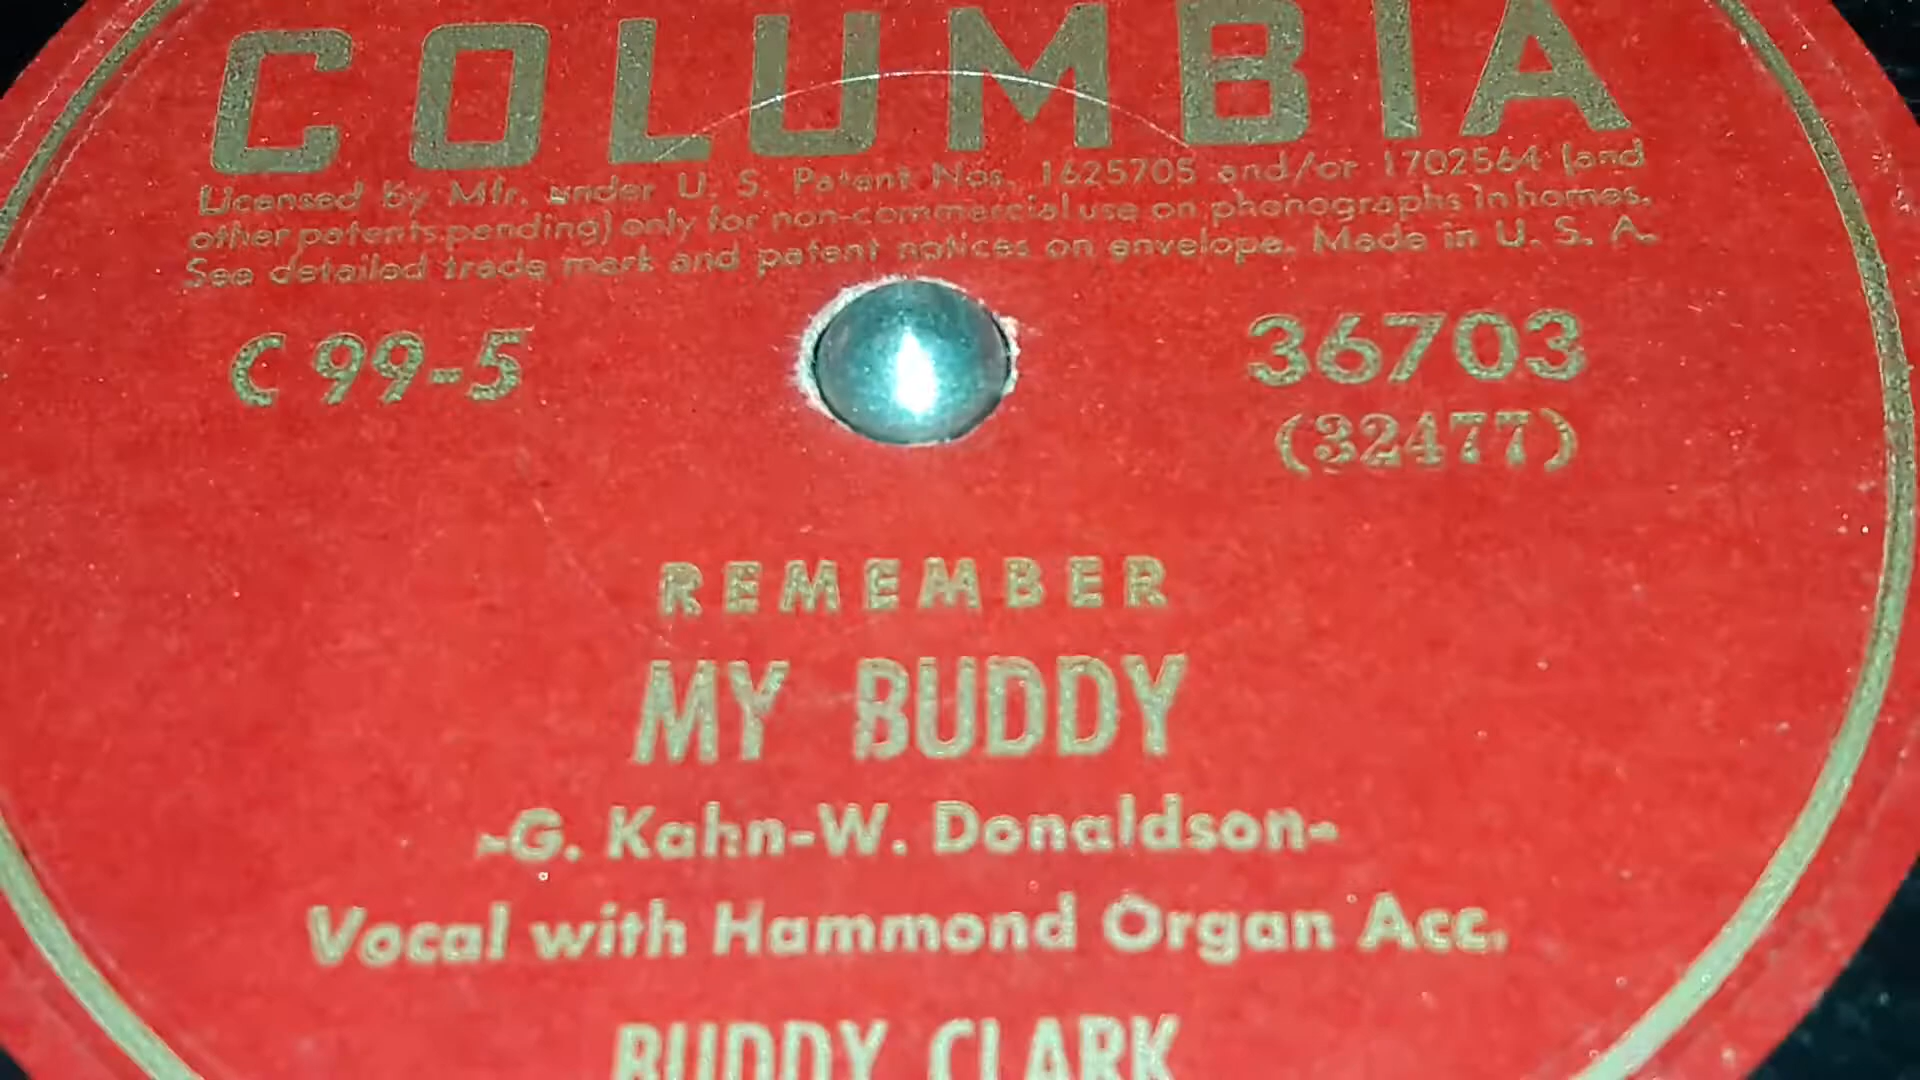 COLUMBIA
Licensed by Mfr. under U. S. Patent Nos. 1625705 and/or 1702564 (and
other patents pending) only for non-commercial use on phonographs in homes.
See detailed trade mark and patent notices on envelope. Made in U. S. A.
C 99-5
36703
(32477)
REMEMBER
MY BUDDY
-G. Kahn-W. Donaldson-
Vocal with Hammond Organ Acc.
BUDDY CLARK